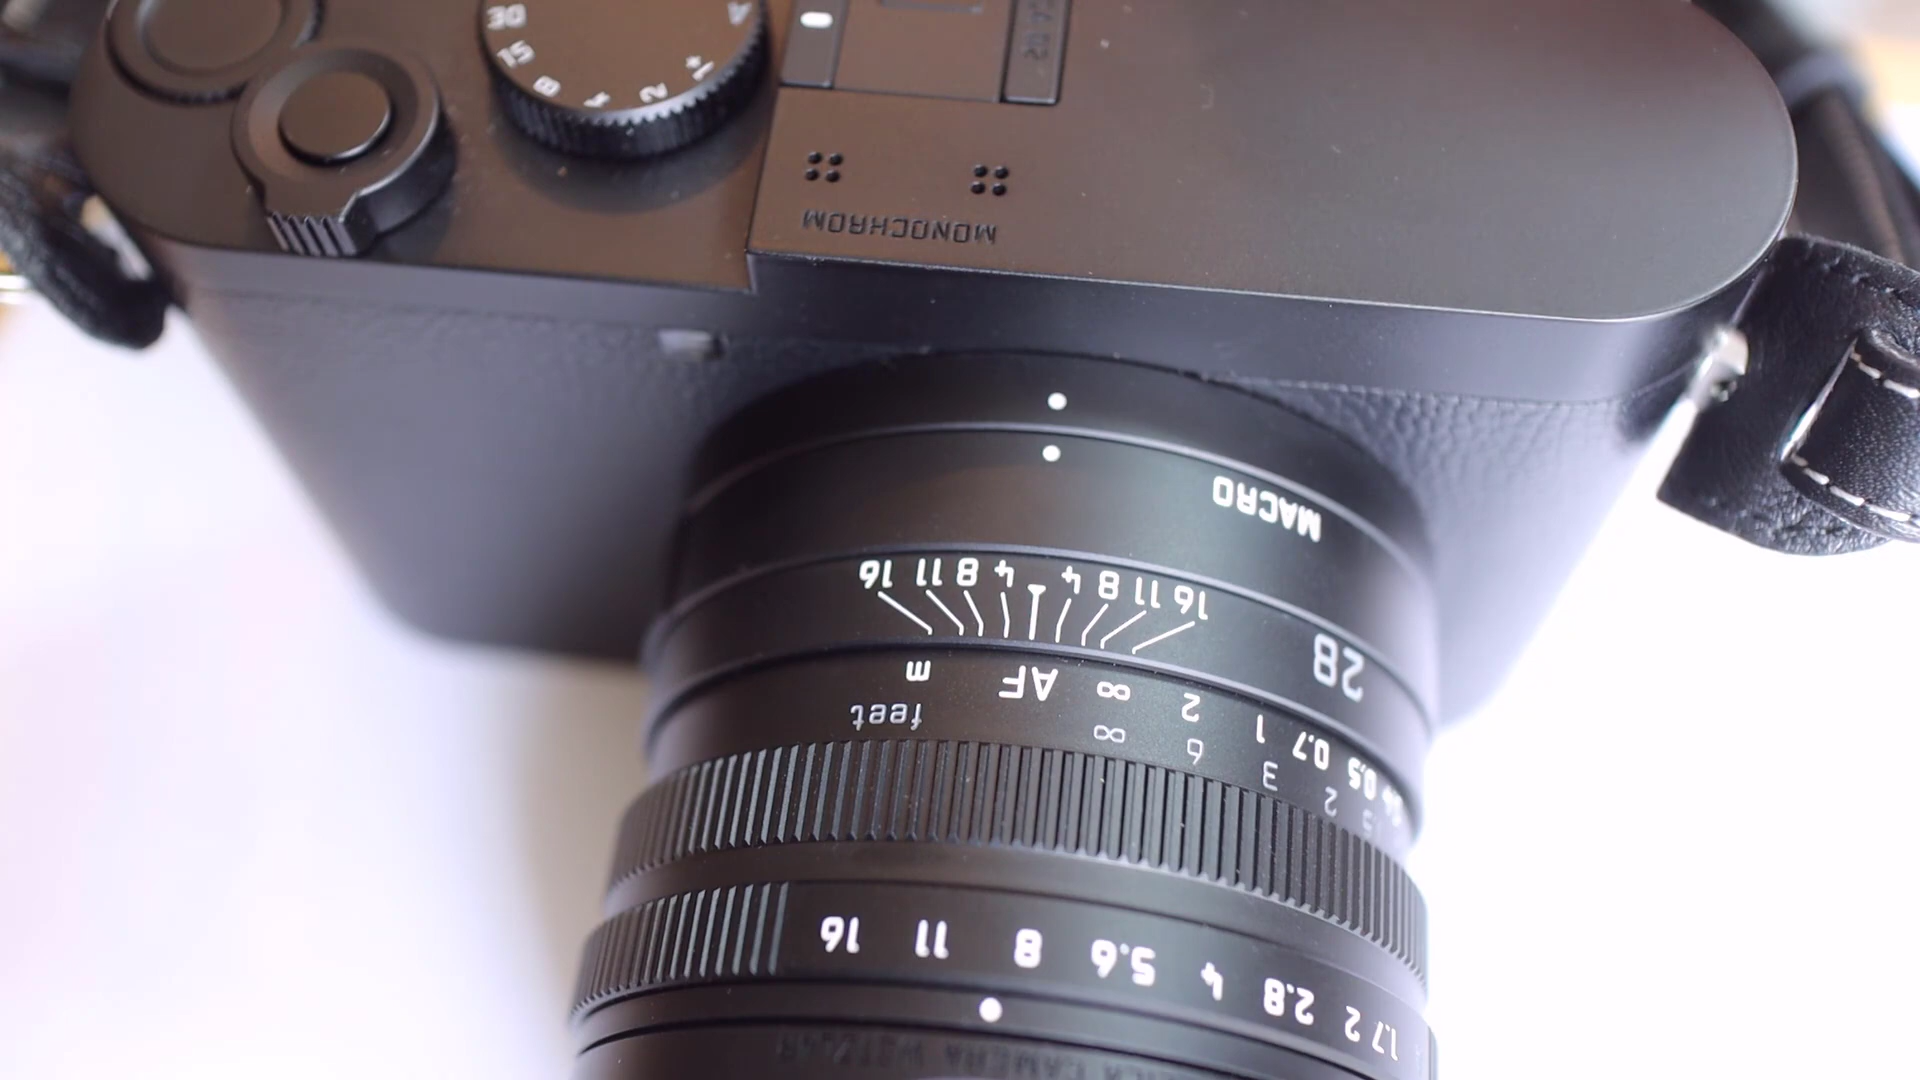 MONOCHROM
MACRO
16 11 8 4 4 8 11 16
28
0.5 0.7 1 2 ∞ AF m
2 3 6 ∞ feet
1.7 2 2.8 4 5.6 8 11 16
1+ 2 4 8 15